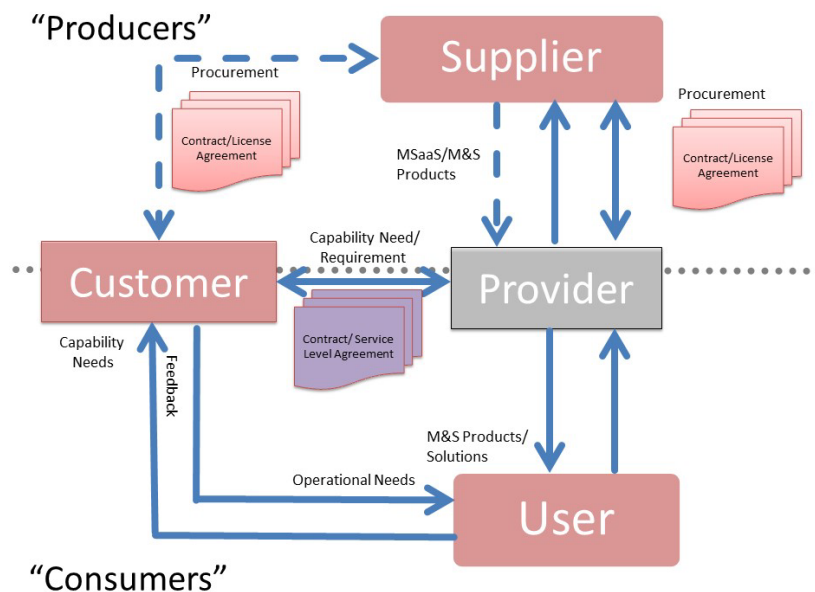 “Producers”
Supplier
Procurement
Contract/License
Agreement
Procurement
Contract/License
Agreement
MSaaS/M&S
Products
Capability Need/
Requirement
Customer
Provider
Contract/ Service
Level Agreement
Capability
Needs
Feedback
M&S Products/
Solutions
Operational Needs
User
“Consumers”